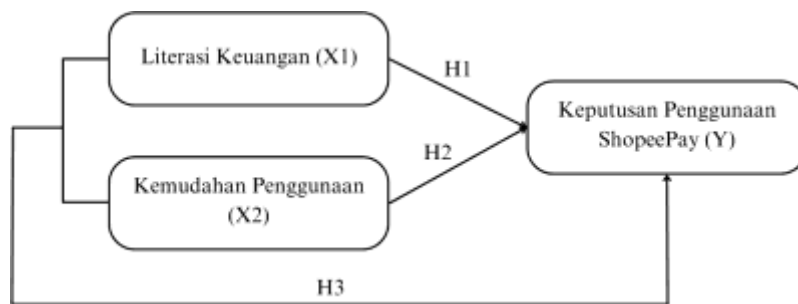 Literasi Keuangan (X1)
H1
Keputusan Penggunaan
ShopeePay (Y)
H2
Kemudahan Penggunaan
(X2)
H3